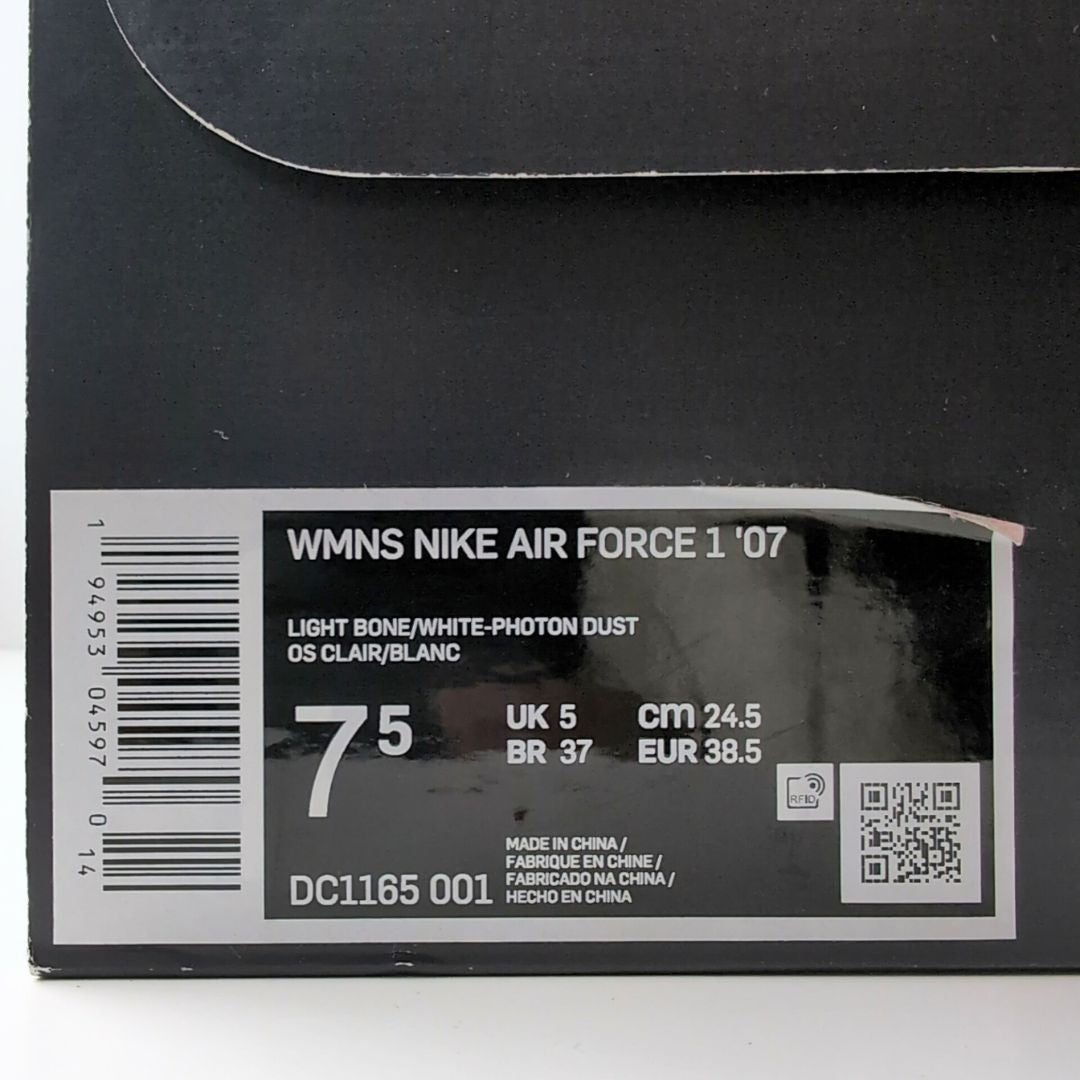 WMNS NIKE AIR FORCE 1 '07
LIGHT BONE/WHITE-PHOTON DUST
OS CLAIR/BLANC
7 5
UK 5
cm 24.5
BR 37
EUR 38.5
RFID
MADE IN CHINA /
FABRIQUE EN CHINE /
FABRICADO NA CHINA /
HECHO EN CHINA
DC1165 001
1 94953 04597 0 14